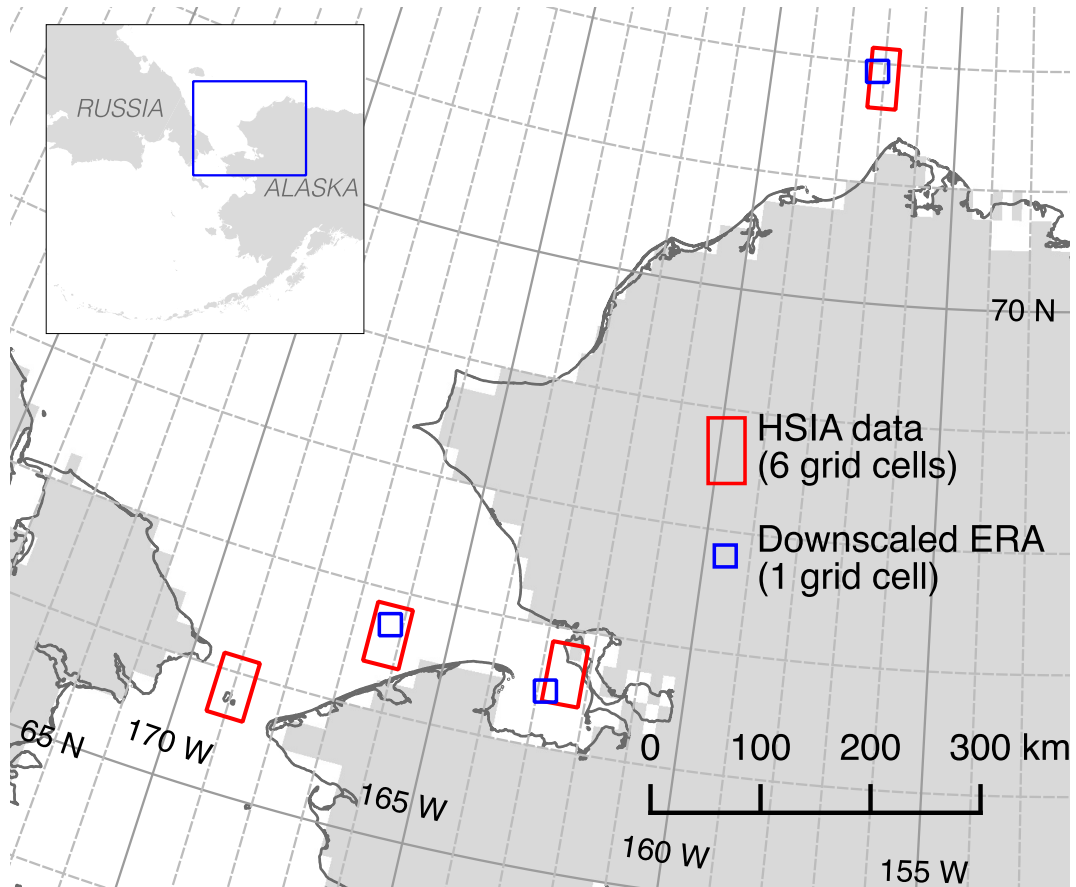 RUSSIA
ALASKA
70 N
HSIA data
(6 grid cells)
Downscaled ERA
(1 grid cell)
65 N
170 W
0 100 200 300 km
165 W
160 W
155 W